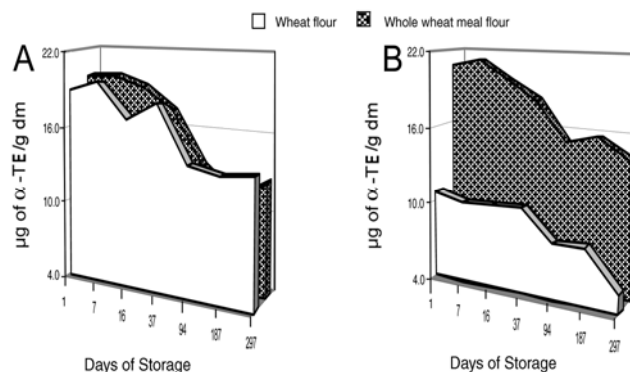 Wheat flour
Whole wheat meal flour
A
22.0
16.0
10.0
4.0
µg of α -TE/g dm
1
7
16
37
94
187
297
Days of Storage
B
22.0
16.0
10.0
4.0
µg of α -TE/g dm
1
7
16
37
94
187
297
Days of Storage